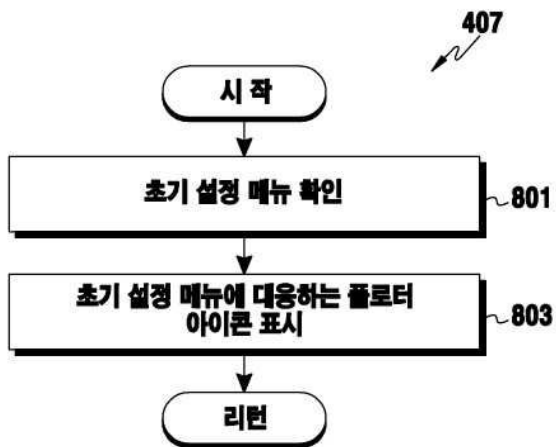 407
시 작
초기 설정 메뉴 확인
801
초기 설정 메뉴에 대응하는 플로터
아이콘 표시
803
리턴